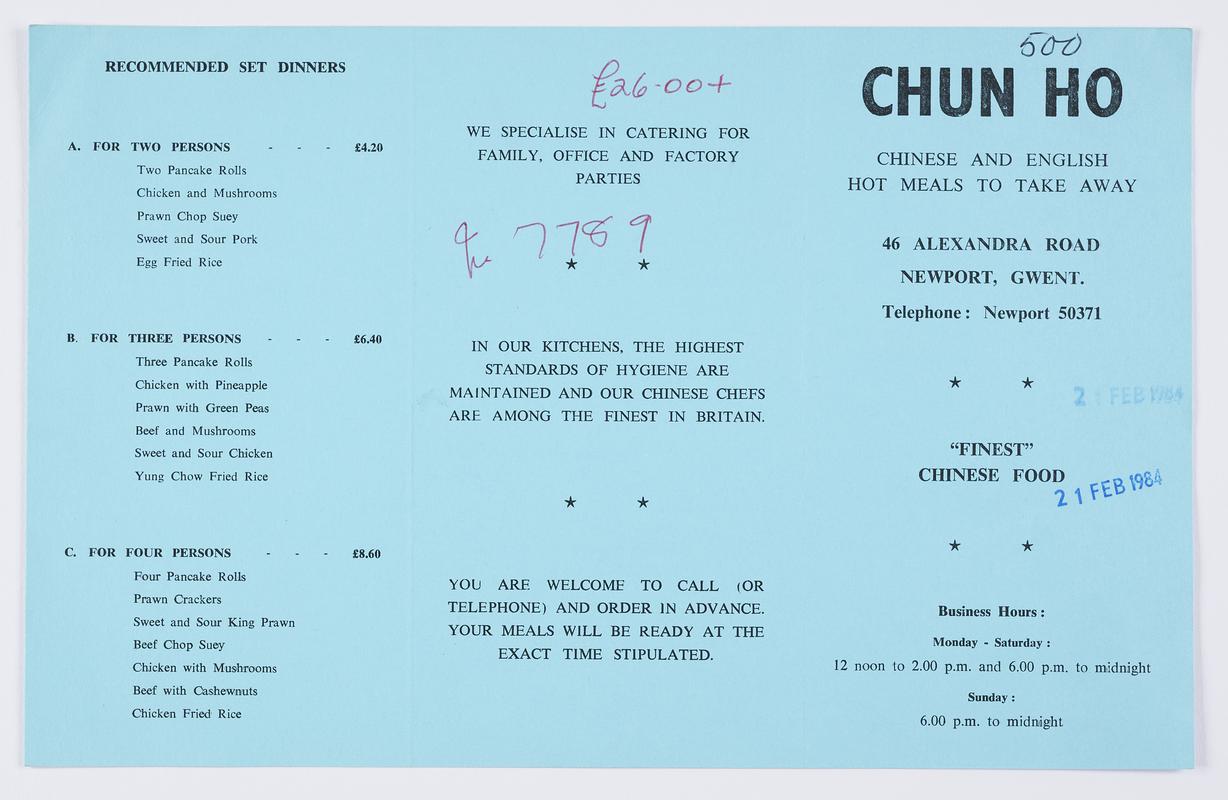 RECOMMENDED SET DINNERS
A. FOR TWO PERSONS - - - £4.20
Two Pancake Rolls
Chicken and Mushrooms
Prawn Chop Suey
Sweet and Sour Pork
Egg Fried Rice
B. FOR THREE PERSONS - - - £6.40
Three Pancake Rolls
Chicken with Pineapple
Prawn with Green Peas
Beef and Mushrooms
Sweet and Sour Chicken
Yung Chow Fried Rice
C. FOR FOUR PERSONS - - - £8.60
Four Pancake Rolls
Prawn Crackers
Sweet and Sour King Prawn
Beef Chop Suey
Chicken with Mushrooms
Beef with Cashewnuts
Chicken Fried Rice
£26-00+
WE SPECIALISE IN CATERING FOR
FAMILY, OFFICE AND FACTORY
PARTIES
7789
★ ★
IN OUR KITCHENS, THE HIGHEST
STANDARDS OF HYGIENE ARE
MAINTAINED AND OUR CHINESE CHEFS
ARE AMONG THE FINEST IN BRITAIN.
★ ★
YOU ARE WELCOME TO CALL (OR
TELEPHONE) AND ORDER IN ADVANCE.
YOUR MEALS WILL BE READY AT THE
EXACT TIME STIPULATED.
500
CHUN HO
CHINESE AND ENGLISH
HOT MEALS TO TAKE AWAY
46 ALEXANDRA ROAD
NEWPORT, GWENT.
Telephone: Newport 50371
★ ★
2 1 FEB 1984
“FINEST”
CHINESE FOOD
2 1 FEB 1984
★ ★
Business Hours:
Monday - Saturday:
12 noon to 2.00 p.m. and 6.00 p.m. to midnight
Sunday:
6.00 p.m. to midnight